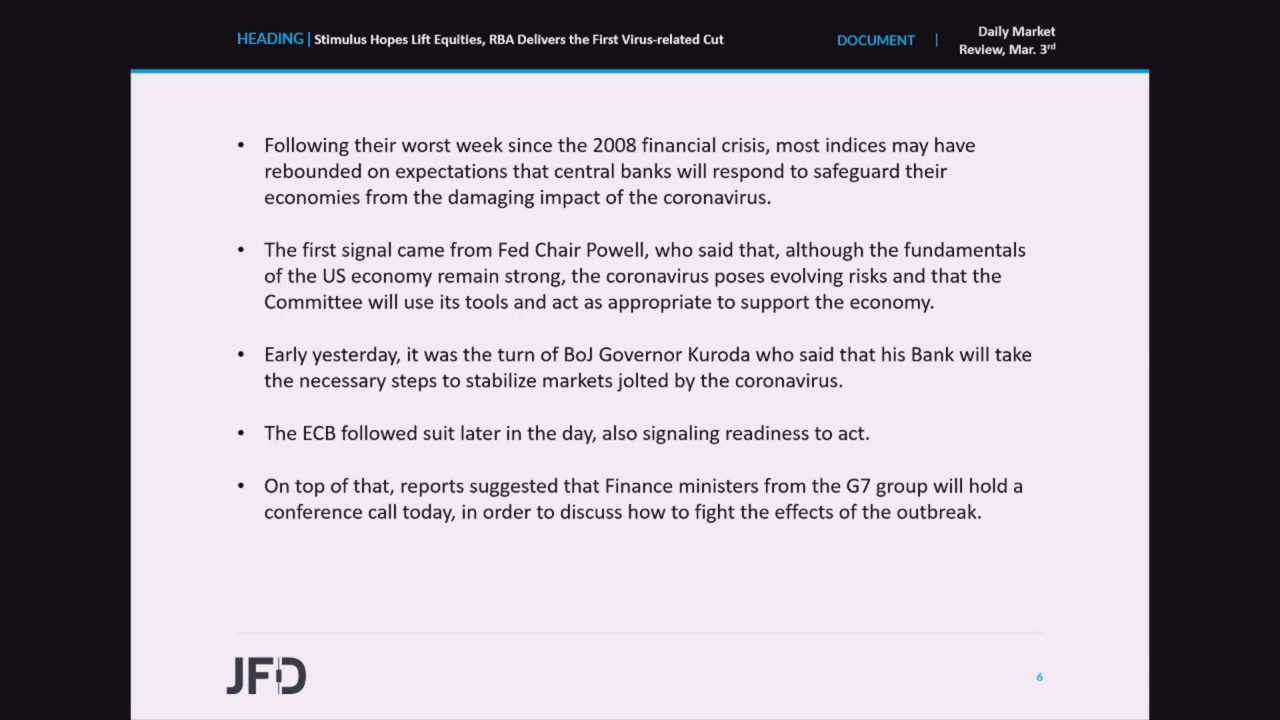 HEADING | Stimulus Hopes Lift Equities, RBA Delivers the First Virus-related Cut
DOCUMENT | Daily Market
Review, Mar. 3rd
• Following their worst week since the 2008 financial crisis, most indices may have
rebounded on expectations that central banks will respond to safeguard their
economies from the damaging impact of the coronavirus.
• The first signal came from Fed Chair Powell, who said that, although the fundamentals
of the US economy remain strong, the coronavirus poses evolving risks and that the
Committee will use its tools and act as appropriate to support the economy.
• Early yesterday, it was the turn of BoJ Governor Kuroda who said that his Bank will take
the necessary steps to stabilize markets jolted by the coronavirus.
• The ECB followed suit later in the day, also signaling readiness to act.
• On top of that, reports suggested that Finance ministers from the G7 group will hold a
conference call today, in order to discuss how to fight the effects of the outbreak.
JFD
6